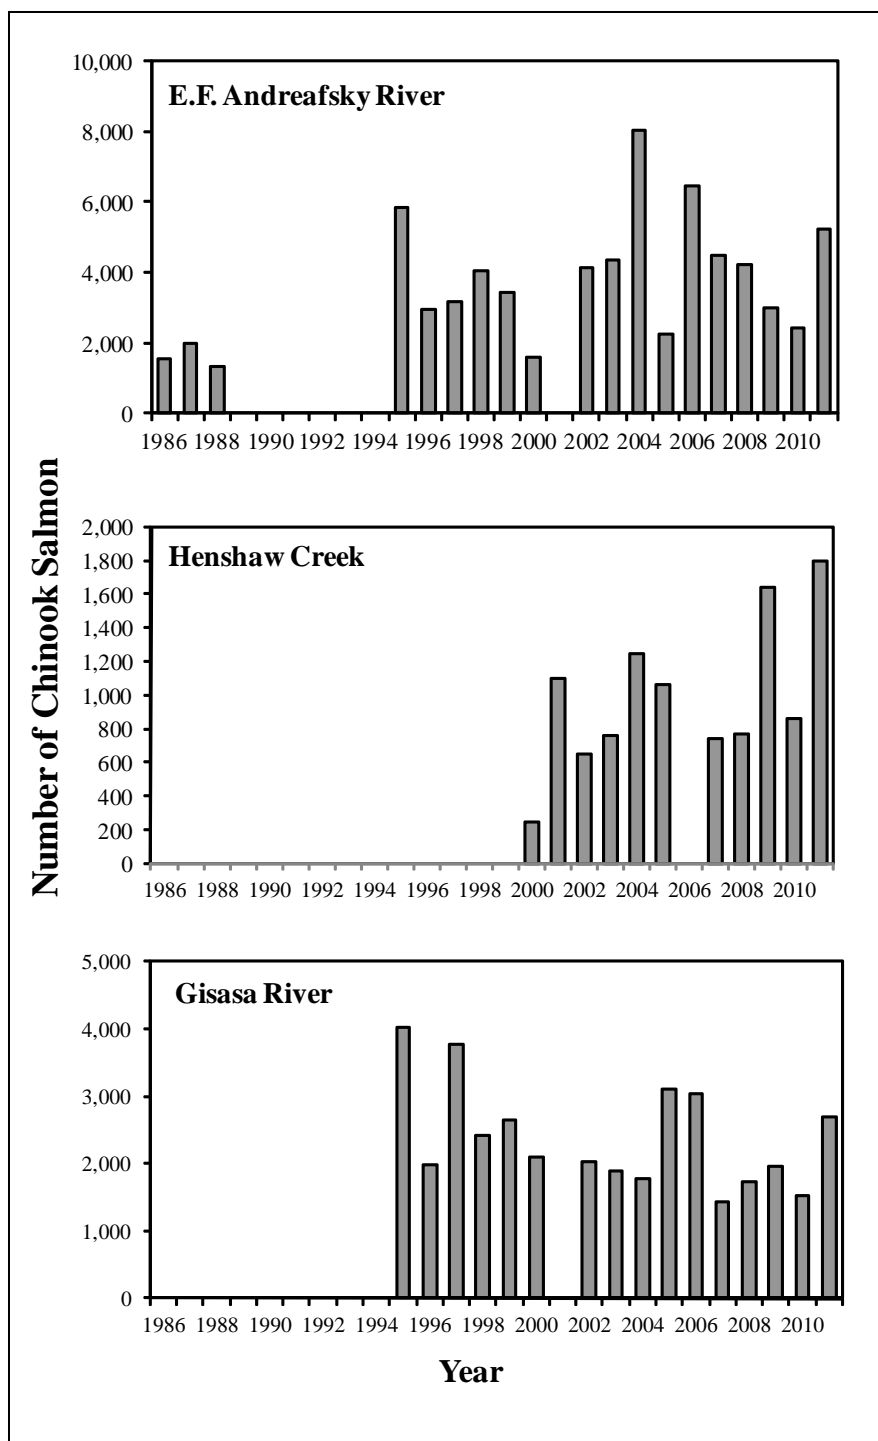 10,000
E.F. Andreafsky River
8,000
6,000
4,000
2,000
0
1986 1988 1990 1992 1994 1996 1998 2000 2002 2004 2006 2008 2010
Number of Chinook Salmon
2,000
Henshaw Creek
1,800
1,600
1,400
1,200
1,000
800
600
400
200
0
1986 1988 1990 1992 1994 1996 1998 2000 2002 2004 2006 2008 2010
5,000
Gisasa River
4,000
3,000
2,000
1,000
0
1986 1988 1990 1992 1994 1996 1998 2000 2002 2004 2006 2008 2010
Year